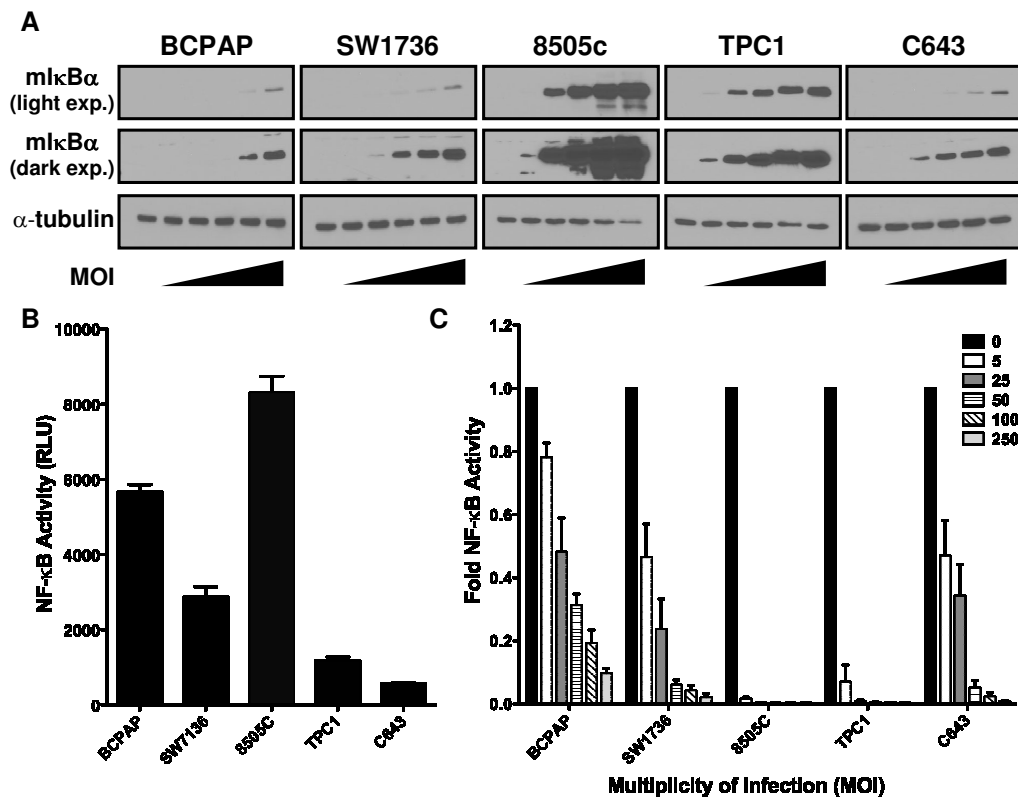 A
BCPAP SW1736 8505c TPC1 C643
mIκBα
(light exp.)
mIκBα
(dark exp.)
α-tubulin
MOI
B
10000
8000
6000
4000
2000
0
NF-κB Activity (RLU)
BCPAP SW7136 8505C TPC1 C643
C
1.2
1.0
0.8
0.6
0.4
0.2
0.0
Fold NF-κB Activity
0
5
25
50
100
250
BCPAP SW1736 8505C TPC1 C643
Multiplicity of Infection (MOI)